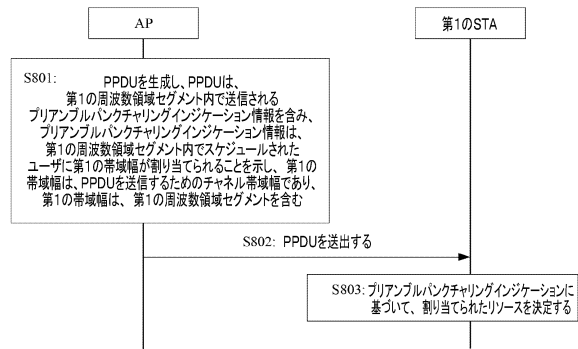 AP
第1のSTA
S801: PPDUを生成し、PPDUは、
第1の周波数領域セグメント内で送信される
プリアンブルパンクチャリングインジケーション情報を含み、
プリアンブルパンクチャリングインジケーション情報は、
第1の周波数領域セグメント内でスケジュールされた
ユーザに第1の帯域幅が割り当てられることを示し、第1の
帯域幅は、PPDUを送信するためのチャネル帯域幅であり、
第1の帯域幅は、第1の周波数領域セグメントを含む
S802: PPDUを送出する
S803: プリアンブルパンクチャリングインジケーションに
基づいて、割り当てられたリソースを決定する